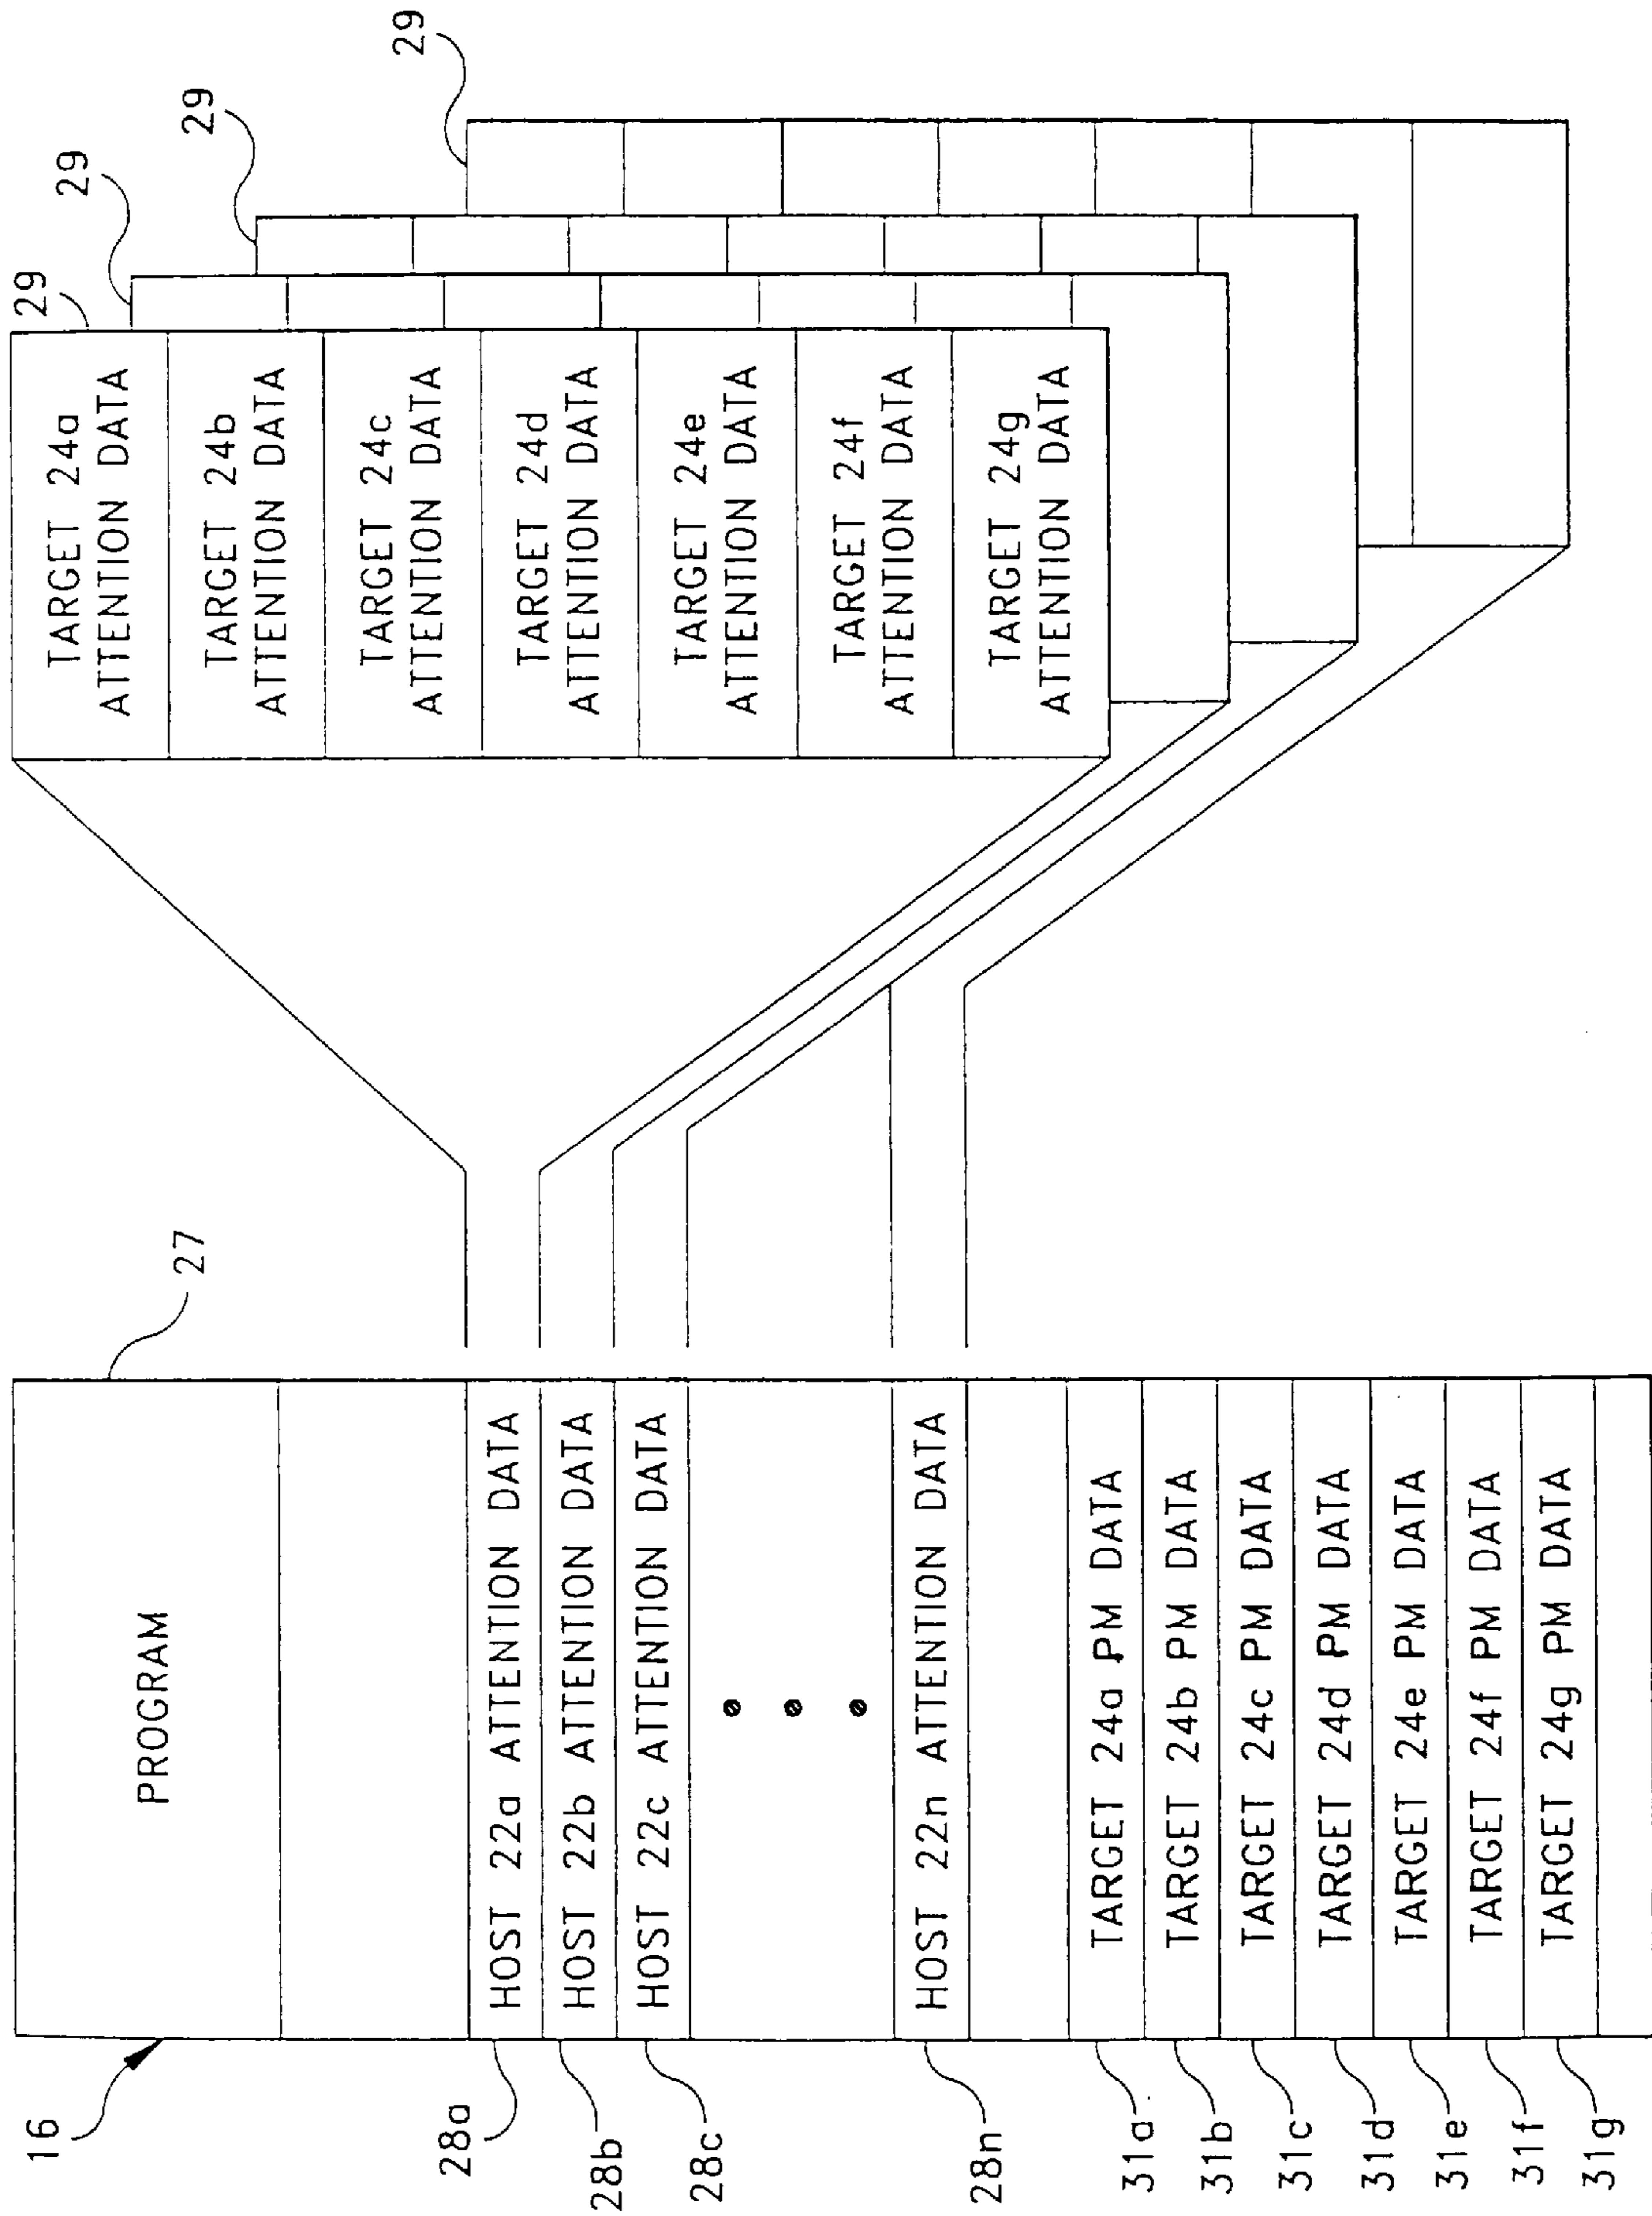 16
PROGRAM
27
28a
HOST 22a ATTENTION DATA
28b
HOST 22b ATTENTION DATA
28c
HOST 22c ATTENTION DATA
28n
HOST 22n ATTENTION DATA
31a
TARGET 24a PM DATA
31b
TARGET 24b PM DATA
31c
TARGET 24c PM DATA
31d
TARGET 24d PM DATA
31e
TARGET 24e PM DATA
31f
TARGET 24f PM DATA
31g
TARGET 24g PM DATA
29
29
29
29
TARGET 24a
ATTENTION DATA
TARGET 24b
ATTENTION DATA
TARGET 24c
ATTENTION DATA
TARGET 24d
ATTENTION DATA
TARGET 24e
ATTENTION DATA
TARGET 24f
ATTENTION DATA
TARGET 24g
ATTENTION DATA